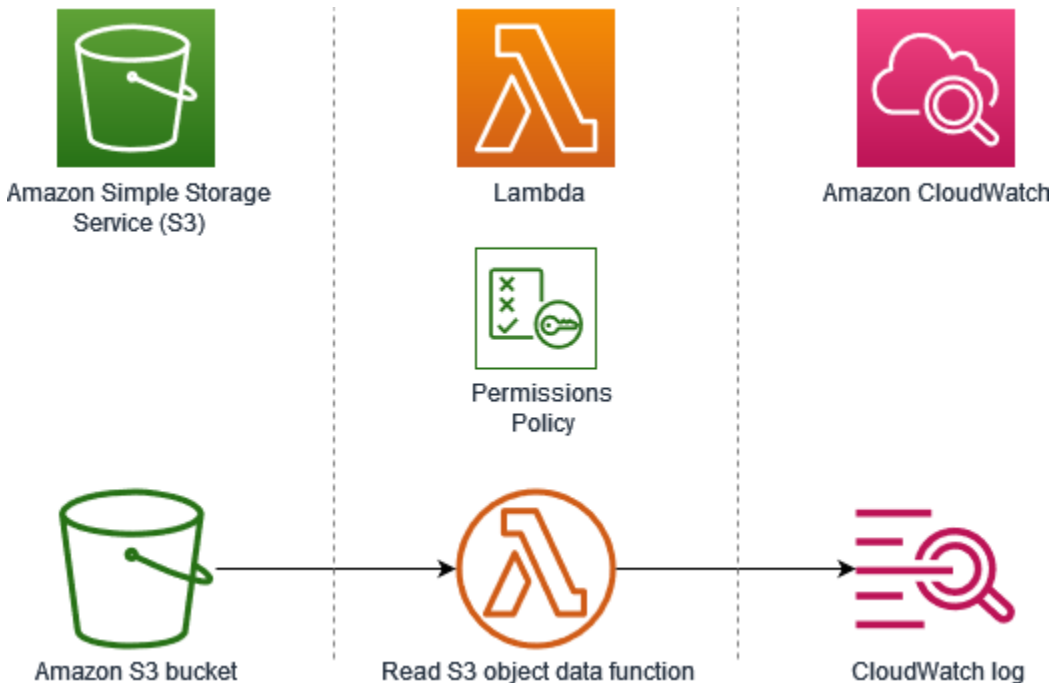 Amazon Simple Storage
Service (S3)
Lambda
Amazon CloudWatch
Permissions
Policy
Amazon S3 bucket
Read S3 object data function
CloudWatch log